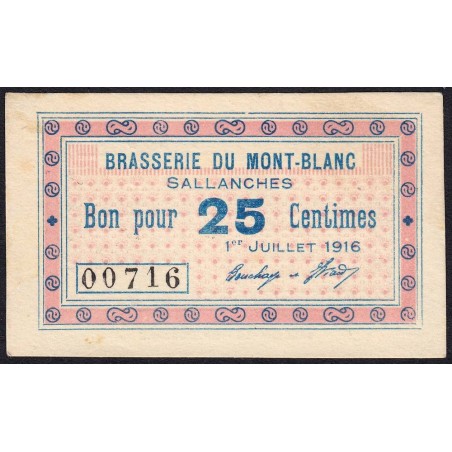 BRASSERIE DU MONT-BLANC
SALLANCHES
Bon pour 25 Centimes
1er JUILLET 1916
00716